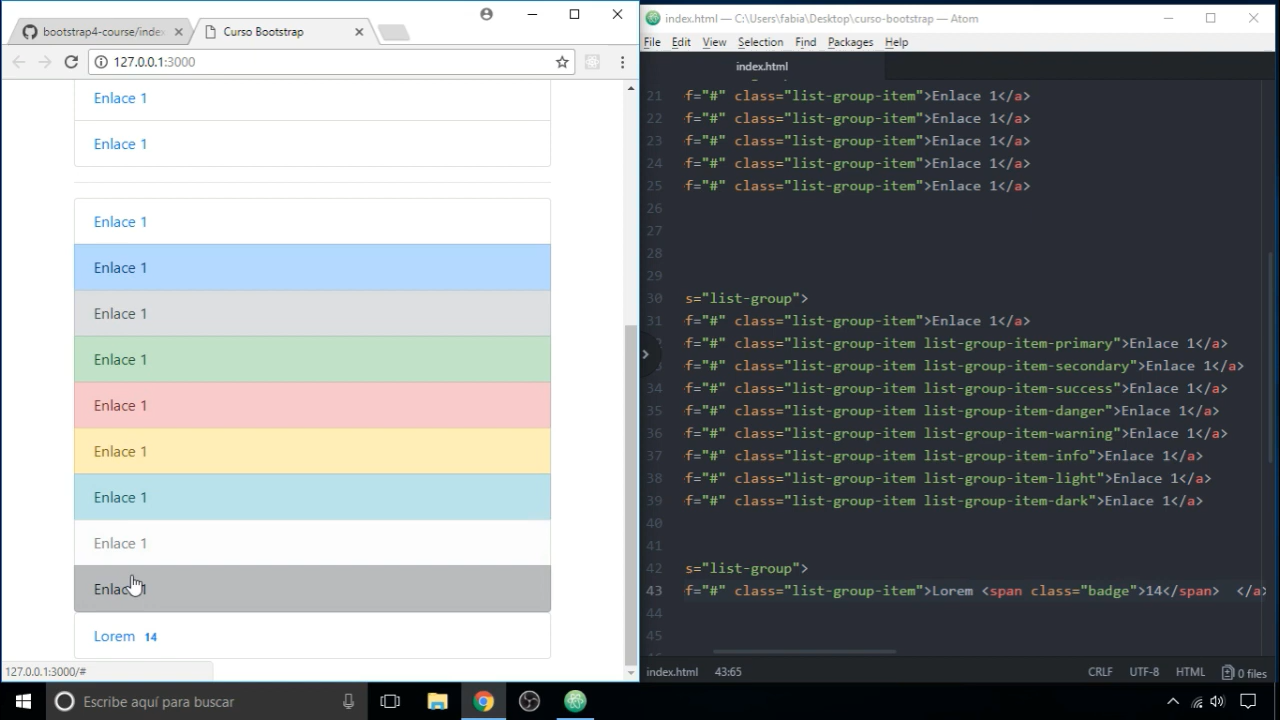 bootstrap4-course/index
Curso Bootstrap
127.0.0.1:3000
Enlace 1
Enlace 1
Enlace 1
Enlace 1
Enlace 1
Enlace 1
Enlace 1
Enlace 1
Enlace 1
Enlace 1
Enlace 1
Lorem 14
127.0.0.1:3000/#
index.html — C:\Users\fabia\Desktop\curso-bootstrap — Atom
File Edit View Selection Find Packages Help
index.html
21 f="#" class="list-group-item">Enlace 1</a>
22 f="#" class="list-group-item">Enlace 1</a>
23 f="#" class="list-group-item">Enlace 1</a>
24 f="#" class="list-group-item">Enlace 1</a>
25 f="#" class="list-group-item">Enlace 1</a>
26
27
28
29
30 s="list-group">
31 f="#" class="list-group-item">Enlace 1</a>
f="#" class="list-group-item list-group-item-primary">Enlace 1</a>
f="#" class="list-group-item list-group-item-secondary">Enlace 1</a>
34 f="#" class="list-group-item list-group-item-success">Enlace 1</a>
35 f="#" class="list-group-item list-group-item-danger">Enlace 1</a>
36 f="#" class="list-group-item list-group-item-warning">Enlace 1</a>
37 f="#" class="list-group-item list-group-item-info">Enlace 1</a>
38 f="#" class="list-group-item list-group-item-light">Enlace 1</a>
39 f="#" class="list-group-item list-group-item-dark">Enlace 1</a>
40
41
42 s="list-group">
43 f="#" class="list-group-item">Lorem <span class="badge">14</span>  </a>
44
45
index.html 43:65 CRLF UTF-8 HTML 0 files
Escribe aquí para buscar